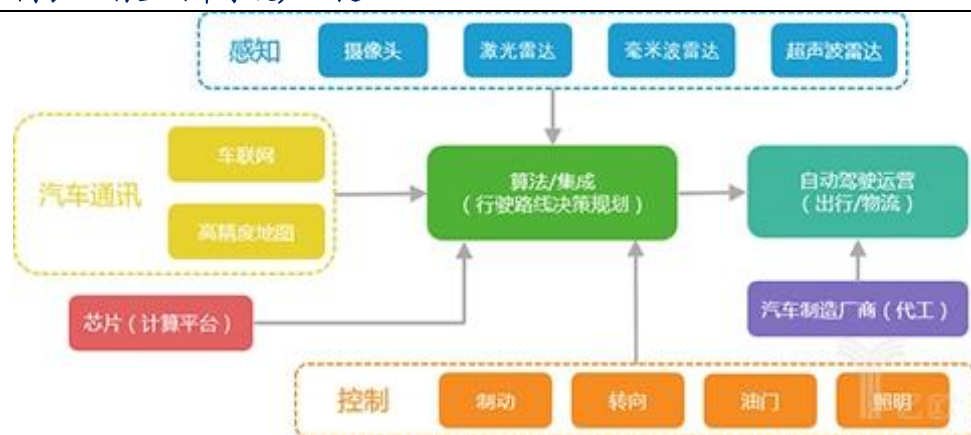 感知
摄像头
激光雷达
毫米波雷达
超声波雷达
汽车通讯
车联网
高精度地图
算法/集成
（行驶路线决策规划）
自动驾驶运营
（出行/物流）
芯片（计算平台）
汽车制造厂商（代工）
控制
制动
转向
油门
照明